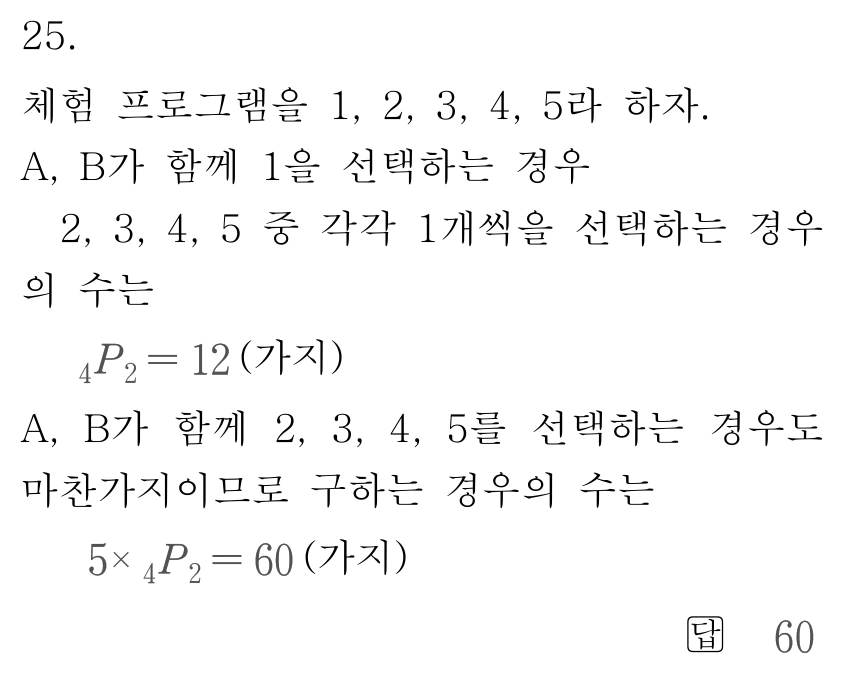 25.
체험 프로그램을 1, 2, 3, 4, 5라 하자.
A, B가 함께 1을 선택하는 경우
2, 3, 4, 5 중 각각 1개씩을 선택하는 경우
의 수는
₄P₂ = 12 (가지)
A, B가 함께 2, 3, 4, 5를 선택하는 경우도
마찬가지이므로 구하는 경우의 수는
5× ₄P₂ = 60 (가지)
답 60